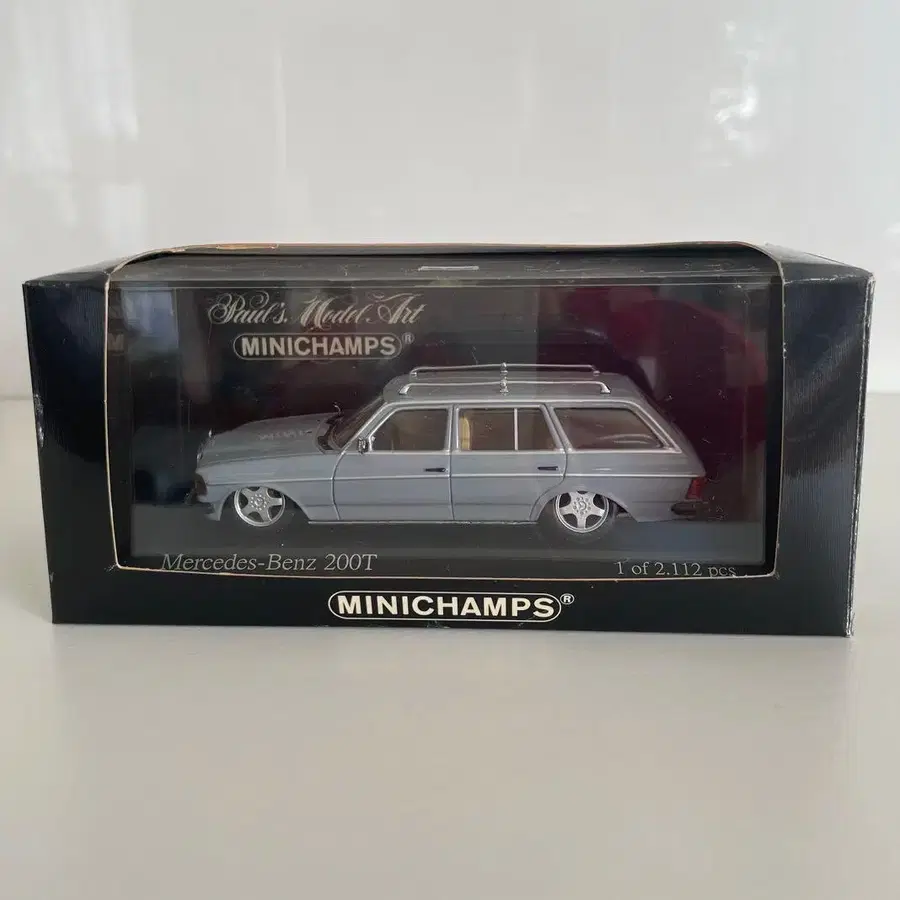 Paul's Model Art
MINICHAMPS®
Mercedes-Benz 200T
1 of 2.112 pcs.
MINICHAMPS®